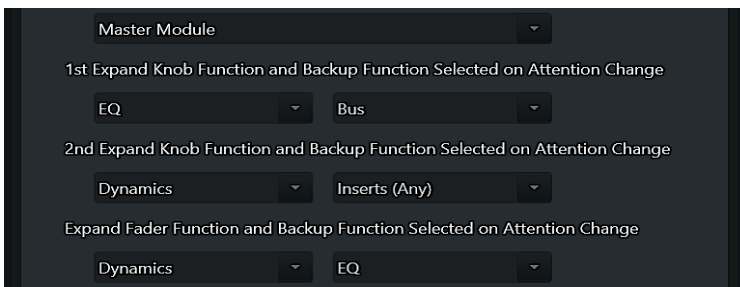 Master Module
1st Expand Knob Function and Backup Function Selected on Attention Change
EQ Bus
2nd Expand Knob Function and Backup Function Selected on Attention Change
Dynamics Inserts (Any)
Expand Fader Function and Backup Function Selected on Attention Change
Dynamics EQ